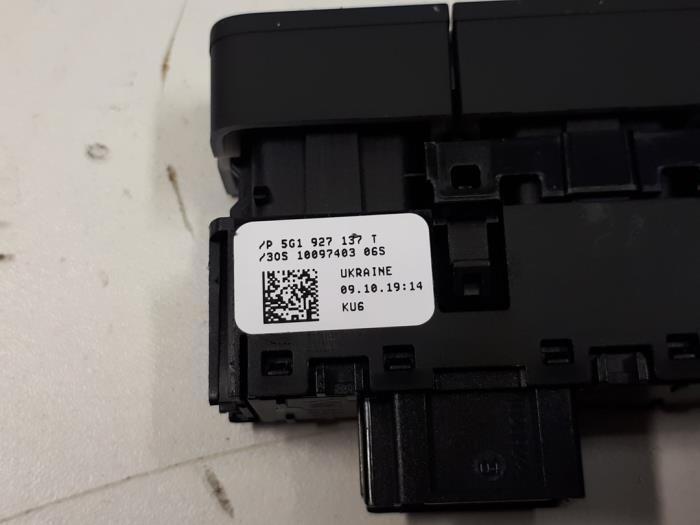 /P 5G1 927 137 T
/30S 10097403 06S
UKRAINE
09.10.19:14
KU6